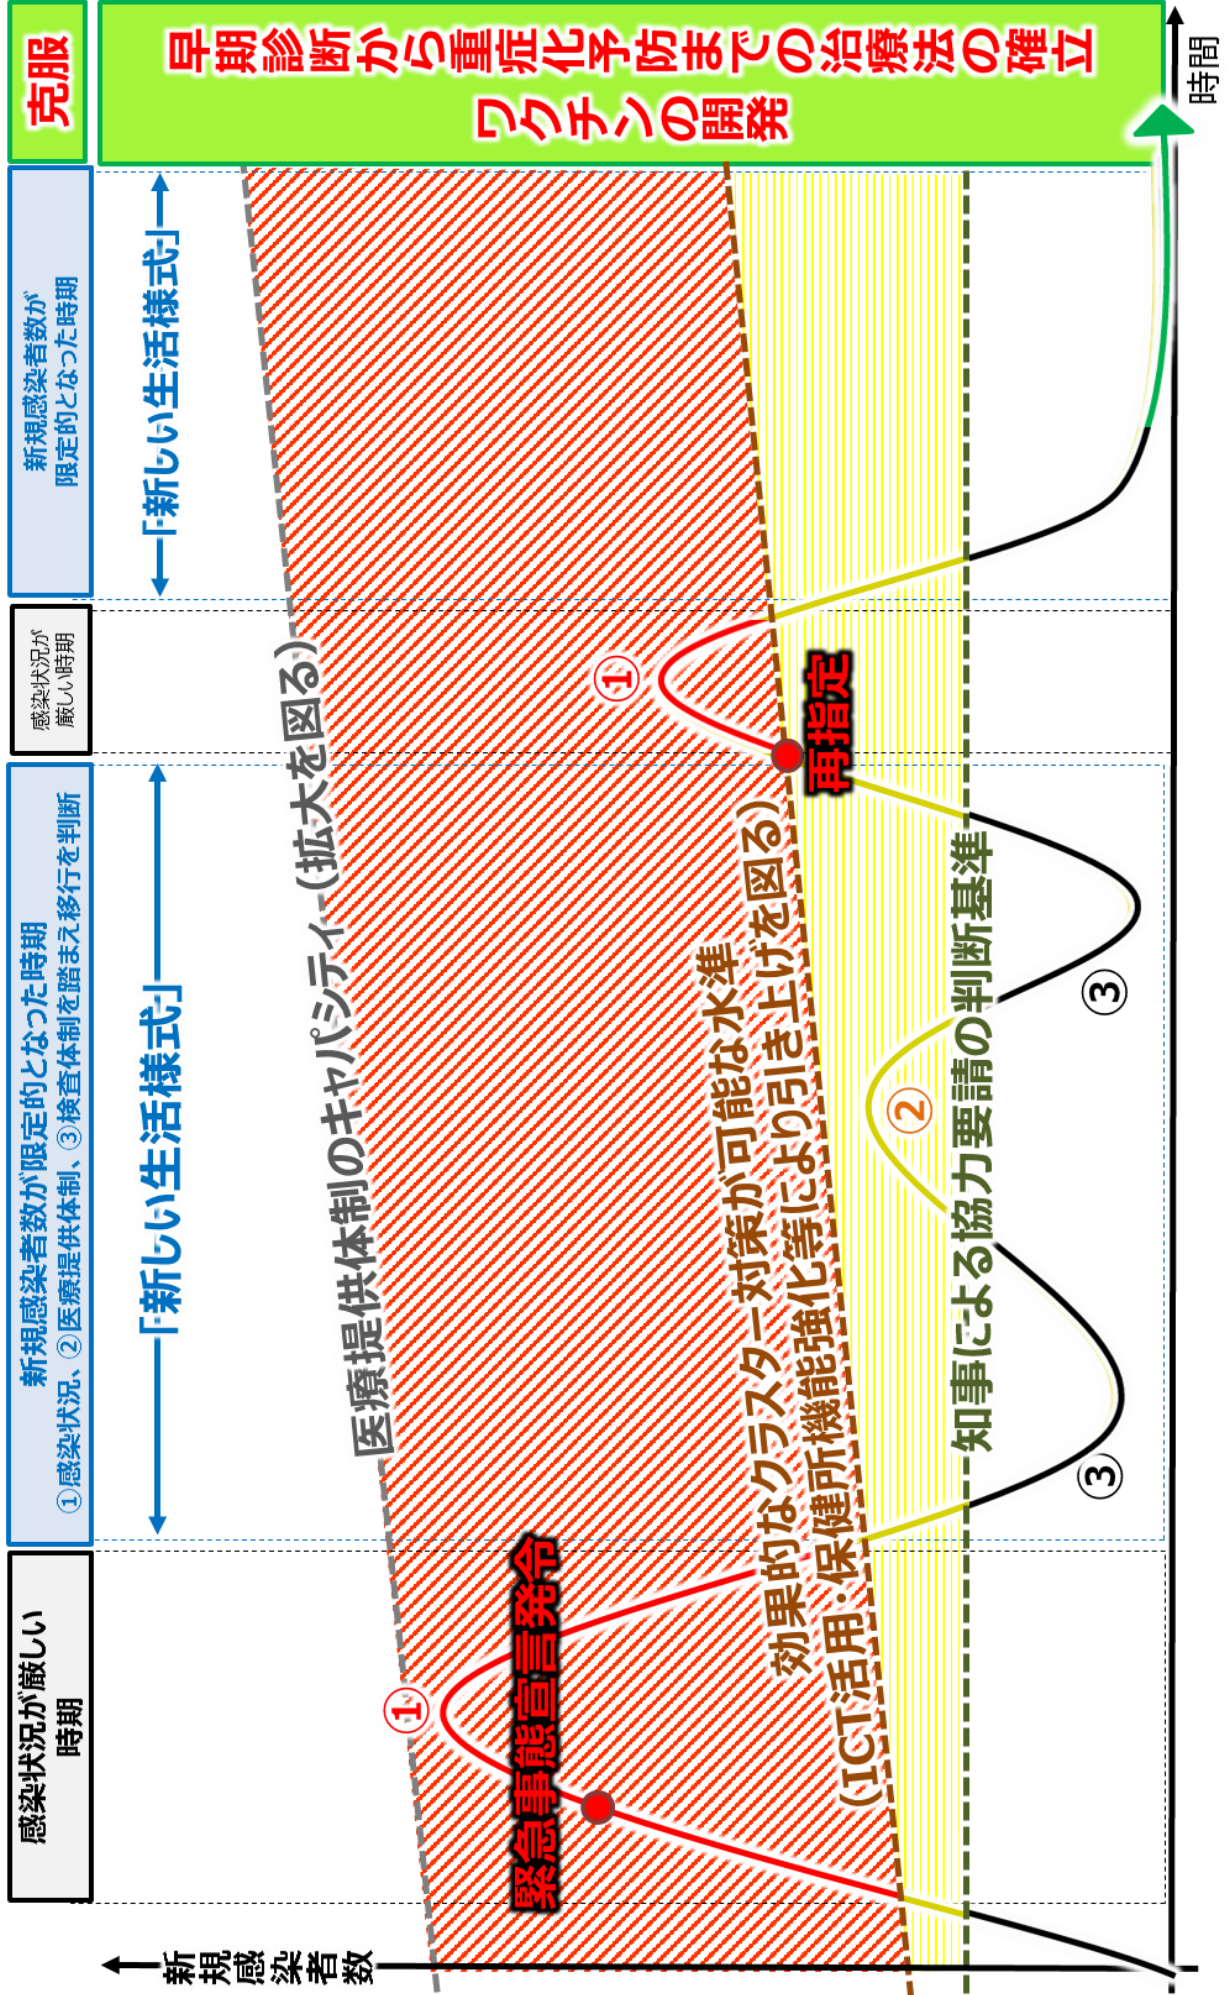 感染状況が厳しい
時期
新規感染者数が限定的となった時期
①感染状況、②医療提供体制、③検査体制を踏まえ移行を判断
感染状況が
厳しい時期
新規感染者数が
限定的となった時期
克服
「新しい生活様式」
「新しい生活様式」
早期診断から重症化予防までの治療法の確立
ワクチンの開発
新規感染者数
医療提供体制のキャパシティー(拡大を図る)
①
緊急事態宣言発令
①
効果的なクラスター対策が可能な水準
(ICT活用・保健所機能強化等により引き上げを図る)
再指定
②
知事による協力要請の判断基準
③
③
時間